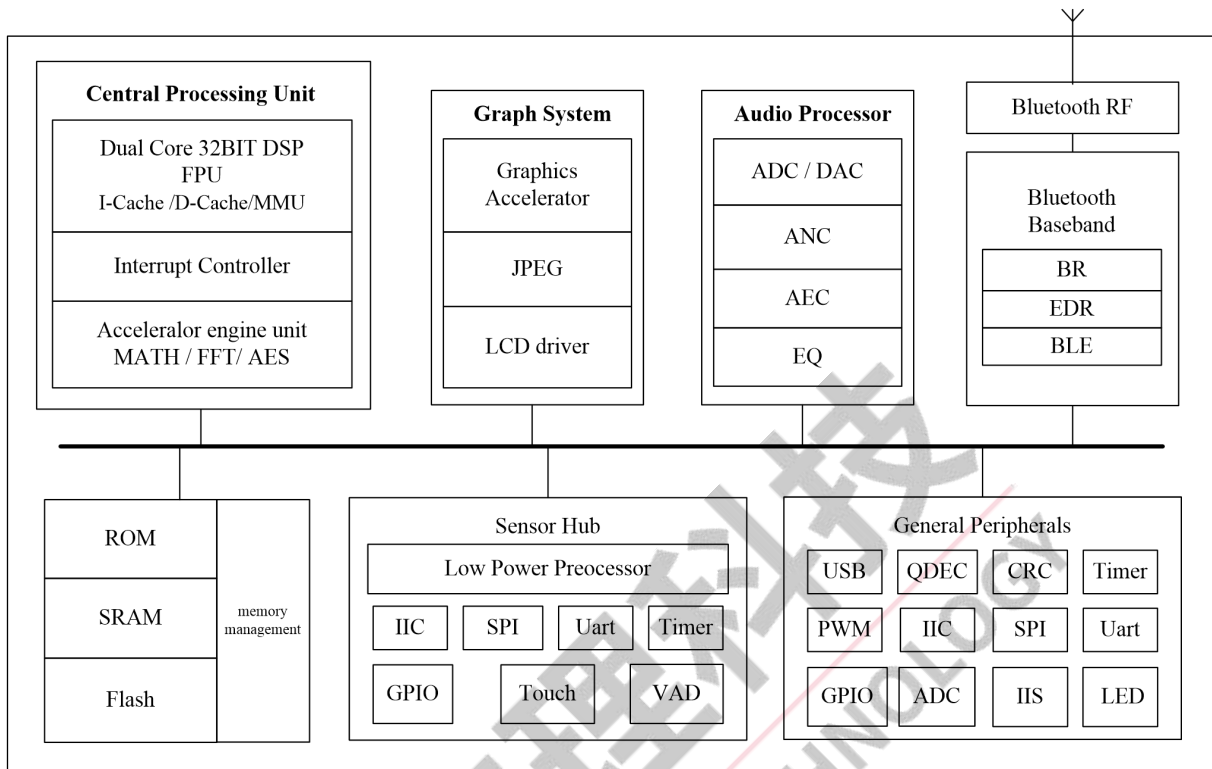 Central Processing Unit
Dual Core 32BIT DSP
FPU
I-Cache /D-Cache/MMU
Interrupt Controller
Acceleralor engine unit
MATH / FFT/ AES
Graph System
Graphics
Accelerator
JPEG
LCD driver
Audio Processor
ADC / DAC
ANC
AEC
EQ
Bluetooth RF
Bluetooth
Baseband
BR
EDR
BLE
ROM
SRAM
Flash
memory
management
Sensor Hub
Low Power Preocessor
IIC
SPI
Uart
Timer
GPIO
Touch
VAD
General Peripherals
USB
QDEC
CRC
Timer
PWM
IIC
SPI
Uart
GPIO
ADC
IIS
LED
理科技